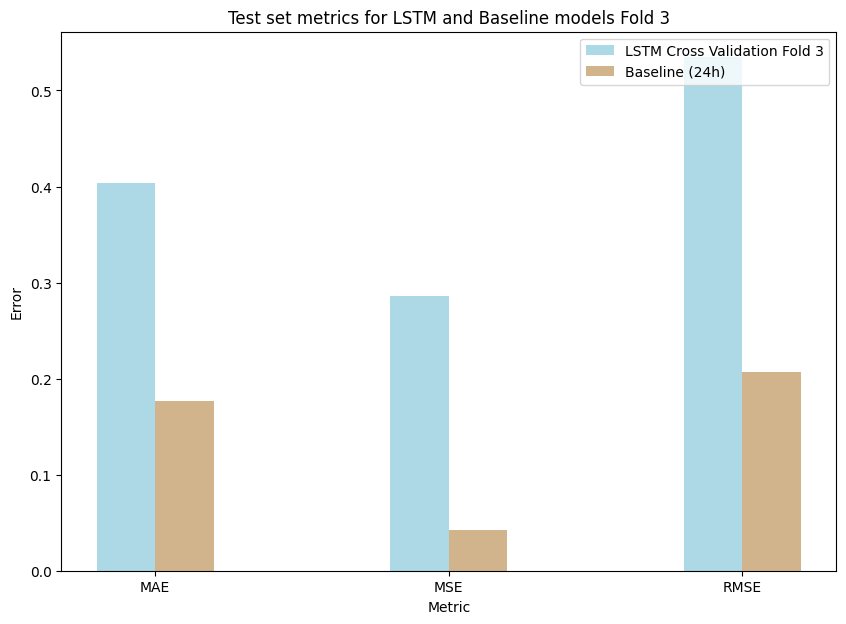 Test set metrics for LSTM and Baseline models Fold 3
LSTM Cross Validation Fold 3
Baseline (24h)
Error
0.5
0.4
0.3
0.2
0.1
0.0
MAE
MSE
RMSE
Metric